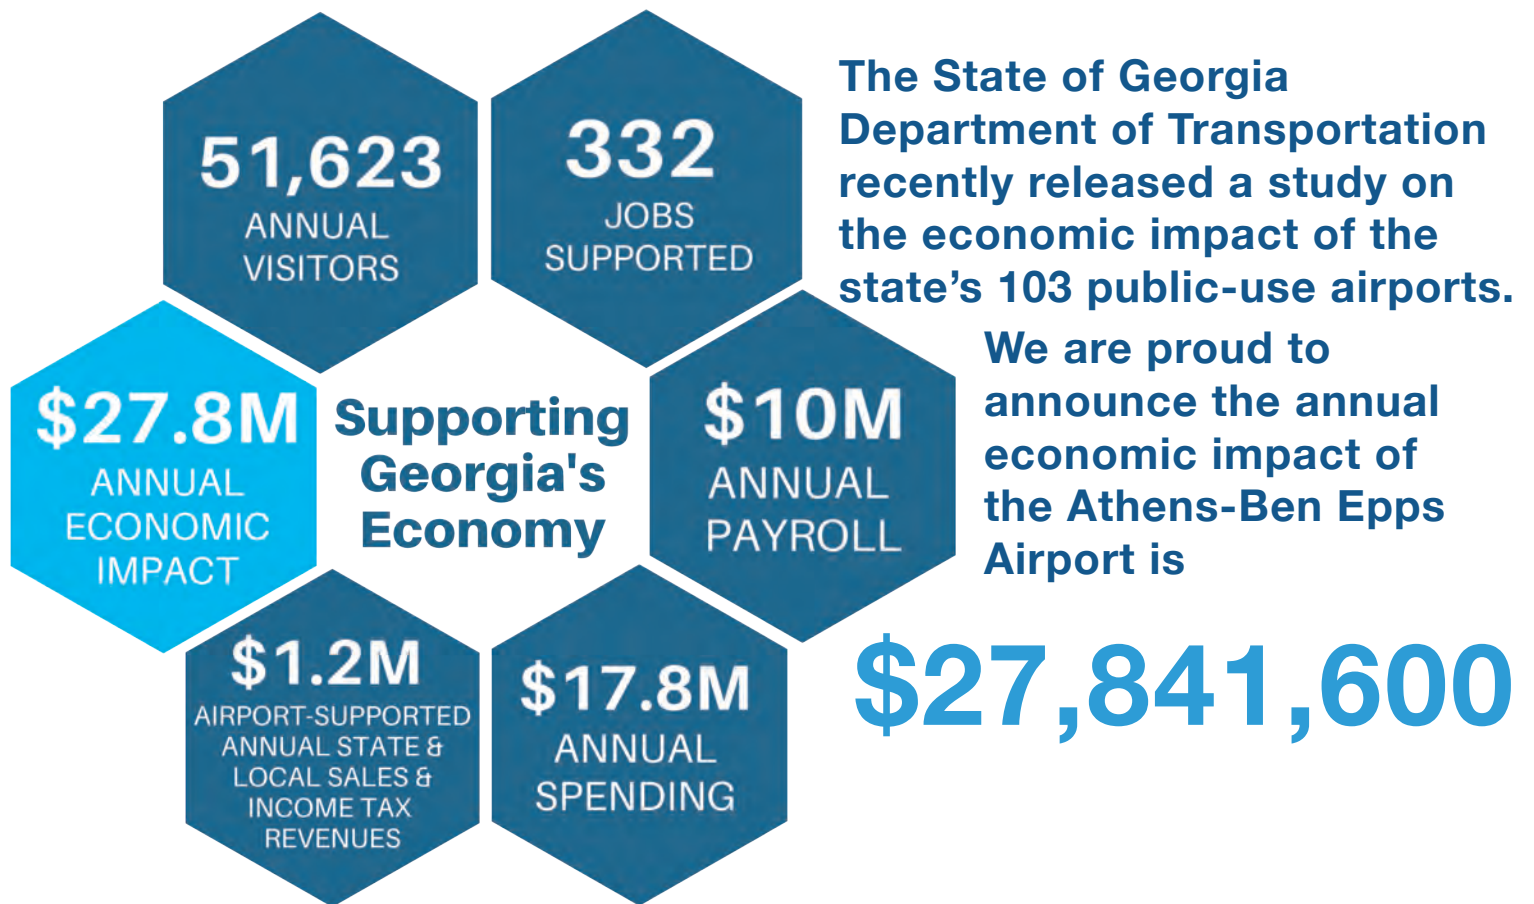 51,623
ANNUAL
VISITORS
332
JOBS
SUPPORTED
$27.8M
ANNUAL
ECONOMIC
IMPACT
Supporting
Georgia's
Economy
$10M
ANNUAL
PAYROLL
$1.2M
AIRPORT-SUPPORTED
ANNUAL STATE &
LOCAL SALES &
INCOME TAX
REVENUES
$17.8M
ANNUAL
SPENDING
The State of Georgia
Department of Transportation
recently released a study on
the economic impact of the
state’s 103 public-use airports.
We are proud to
announce the annual
economic impact of
the Athens-Ben Epps
Airport is
$27,841,600